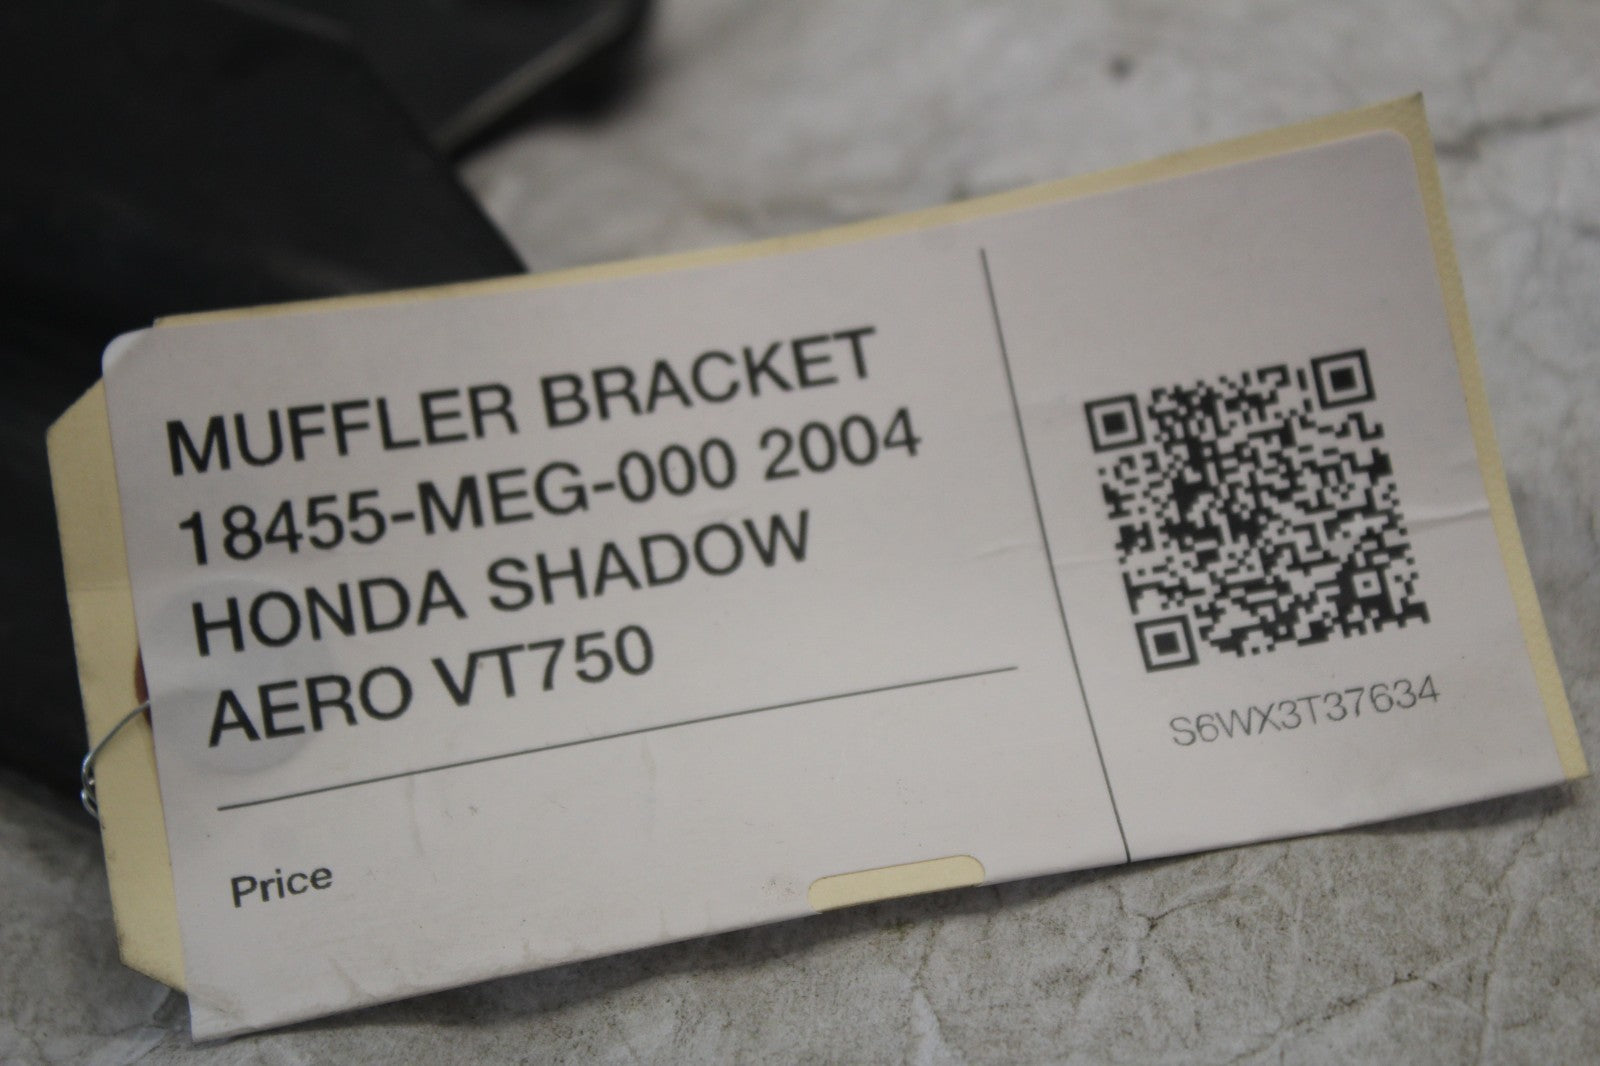 MUFFLER BRACKET
18455-MEG-000 2004
HONDA SHADOW
AERO VT750
Price
S6WX3T37634